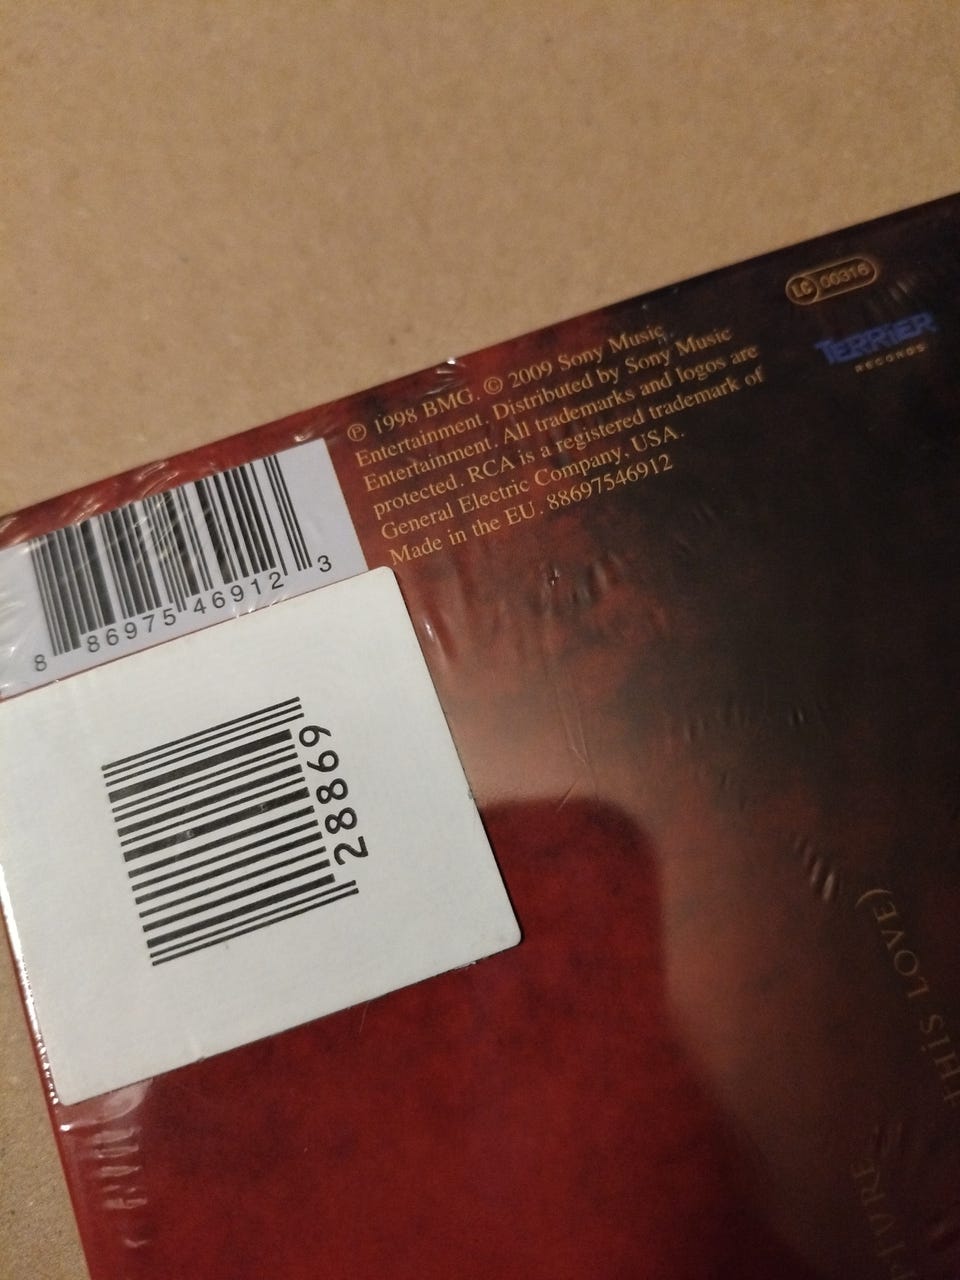 LC 00316
TERRiER
RECORDS
℗ 1998 BMG. © 2009 Sony Music
Entertainment. Distributed by Sony Music
Entertainment. All trademarks and logos are
protected. RCA is a registered trademark of
General Electric Company, USA.
Made in the EU. 88697546912
8 86975 46912 3
28869
THiS LOVE)